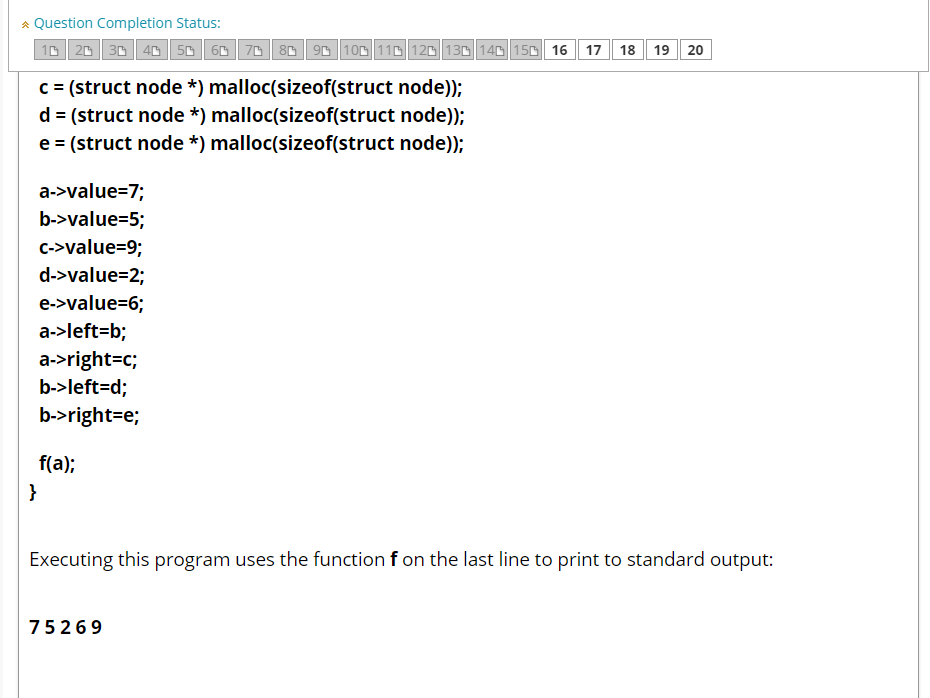 Question Completion Status:
1 2 3 4 5 6 7 8 9 10 11 12 13 14 15 16 17 18 19 20
c = (struct node *) malloc(sizeof(struct node));
d = (struct node *) malloc(sizeof(struct node));
e = (struct node *) malloc(sizeof(struct node));
a->value=7;
b->value=5;
c->value=9;
d->value=2;
e->value=6;
a->left=b;
a->right=c;
b->left=d;
b->right=e;
f(a);
}
Executing this program uses the function f on the last line to print to standard output:
7 5 2 6 9